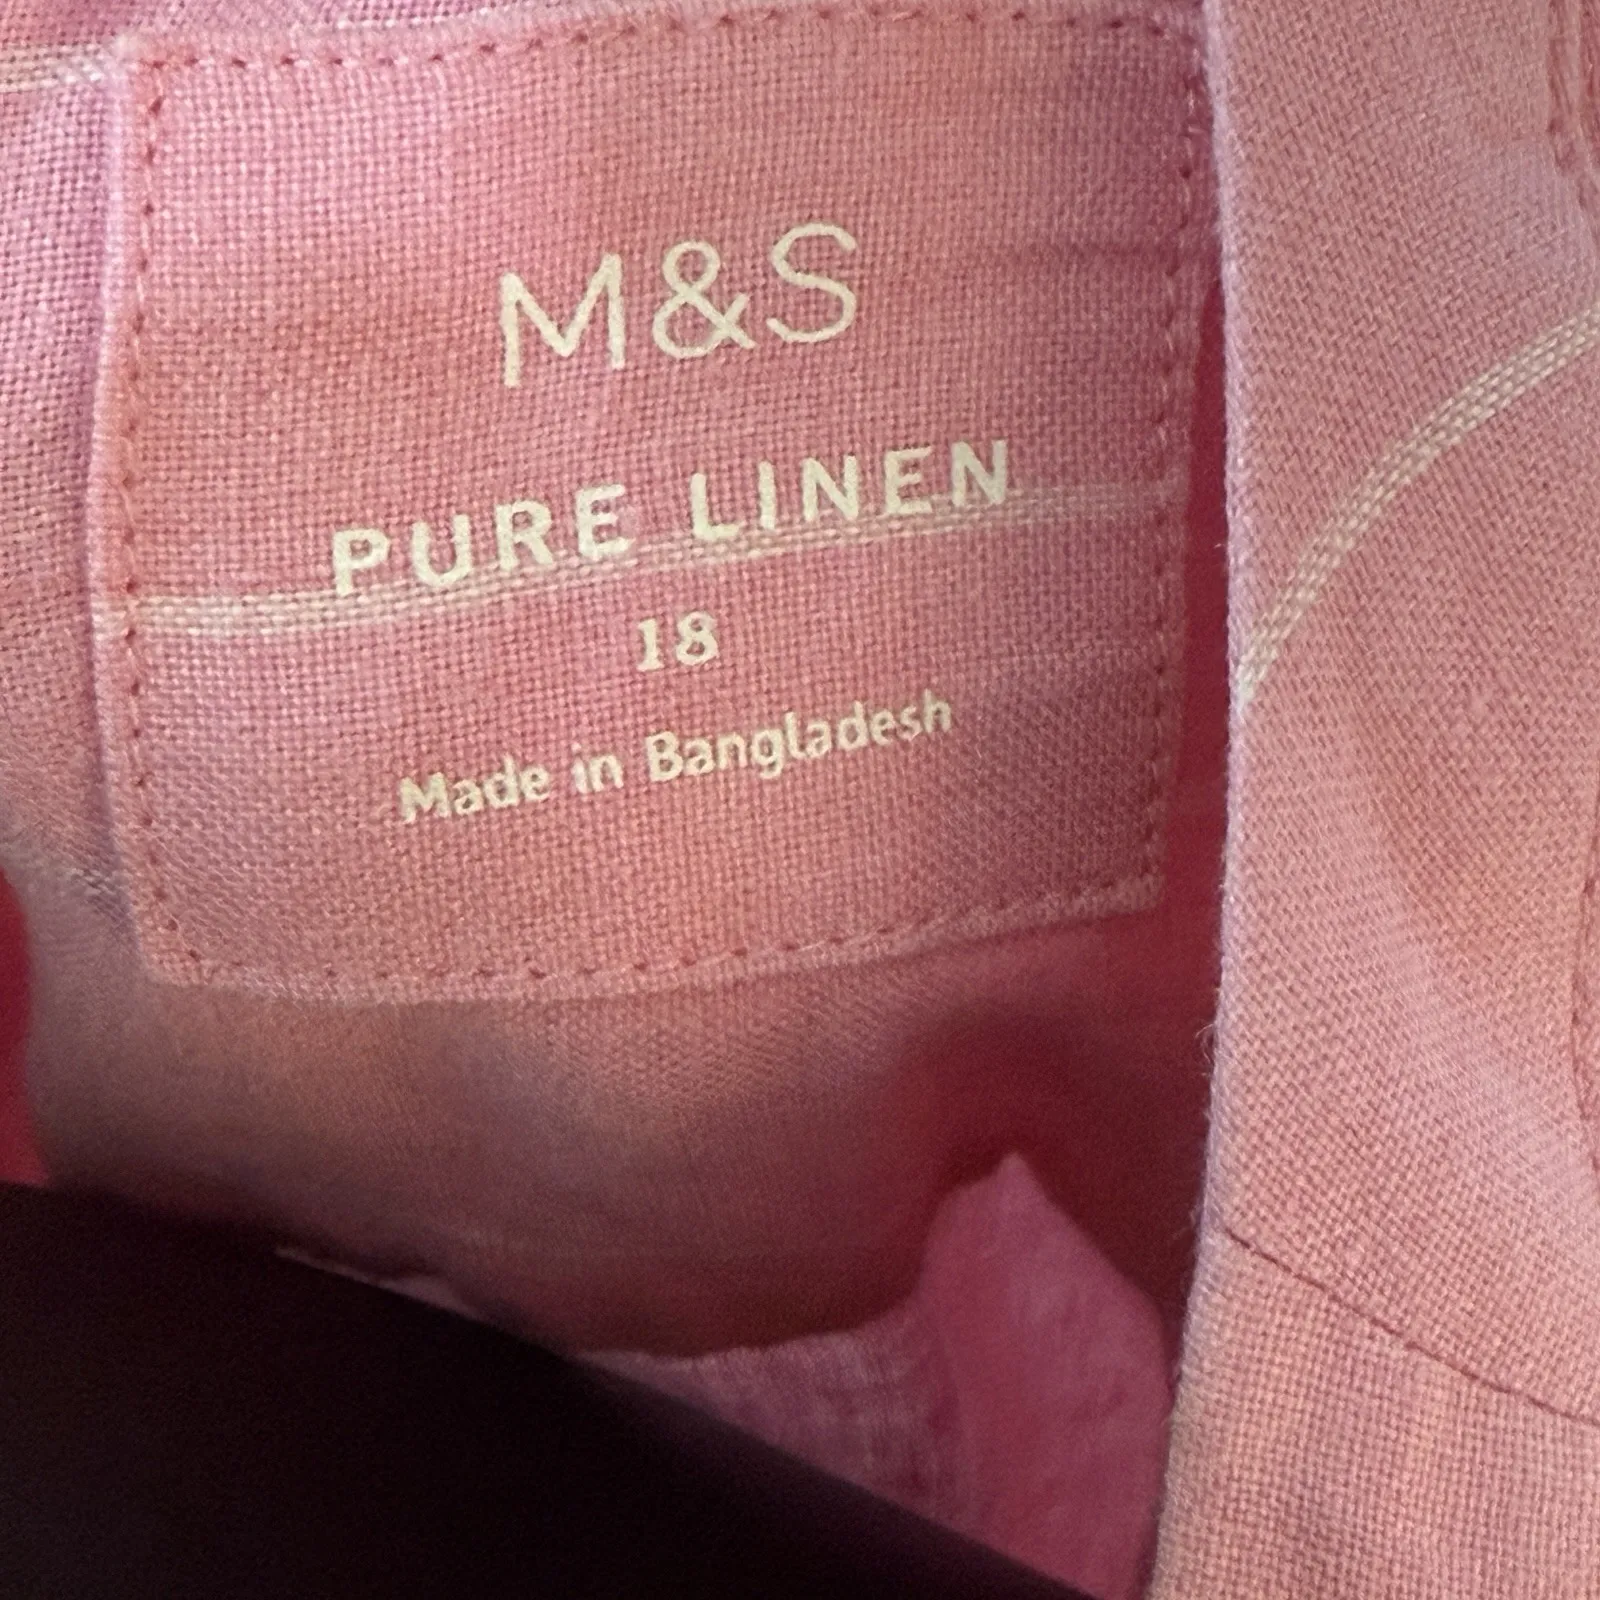 M&S
PURE LINEN
18
Made in Bangladesh